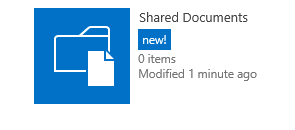 Shared Documents
new!
0 items
Modified 1 minute ago